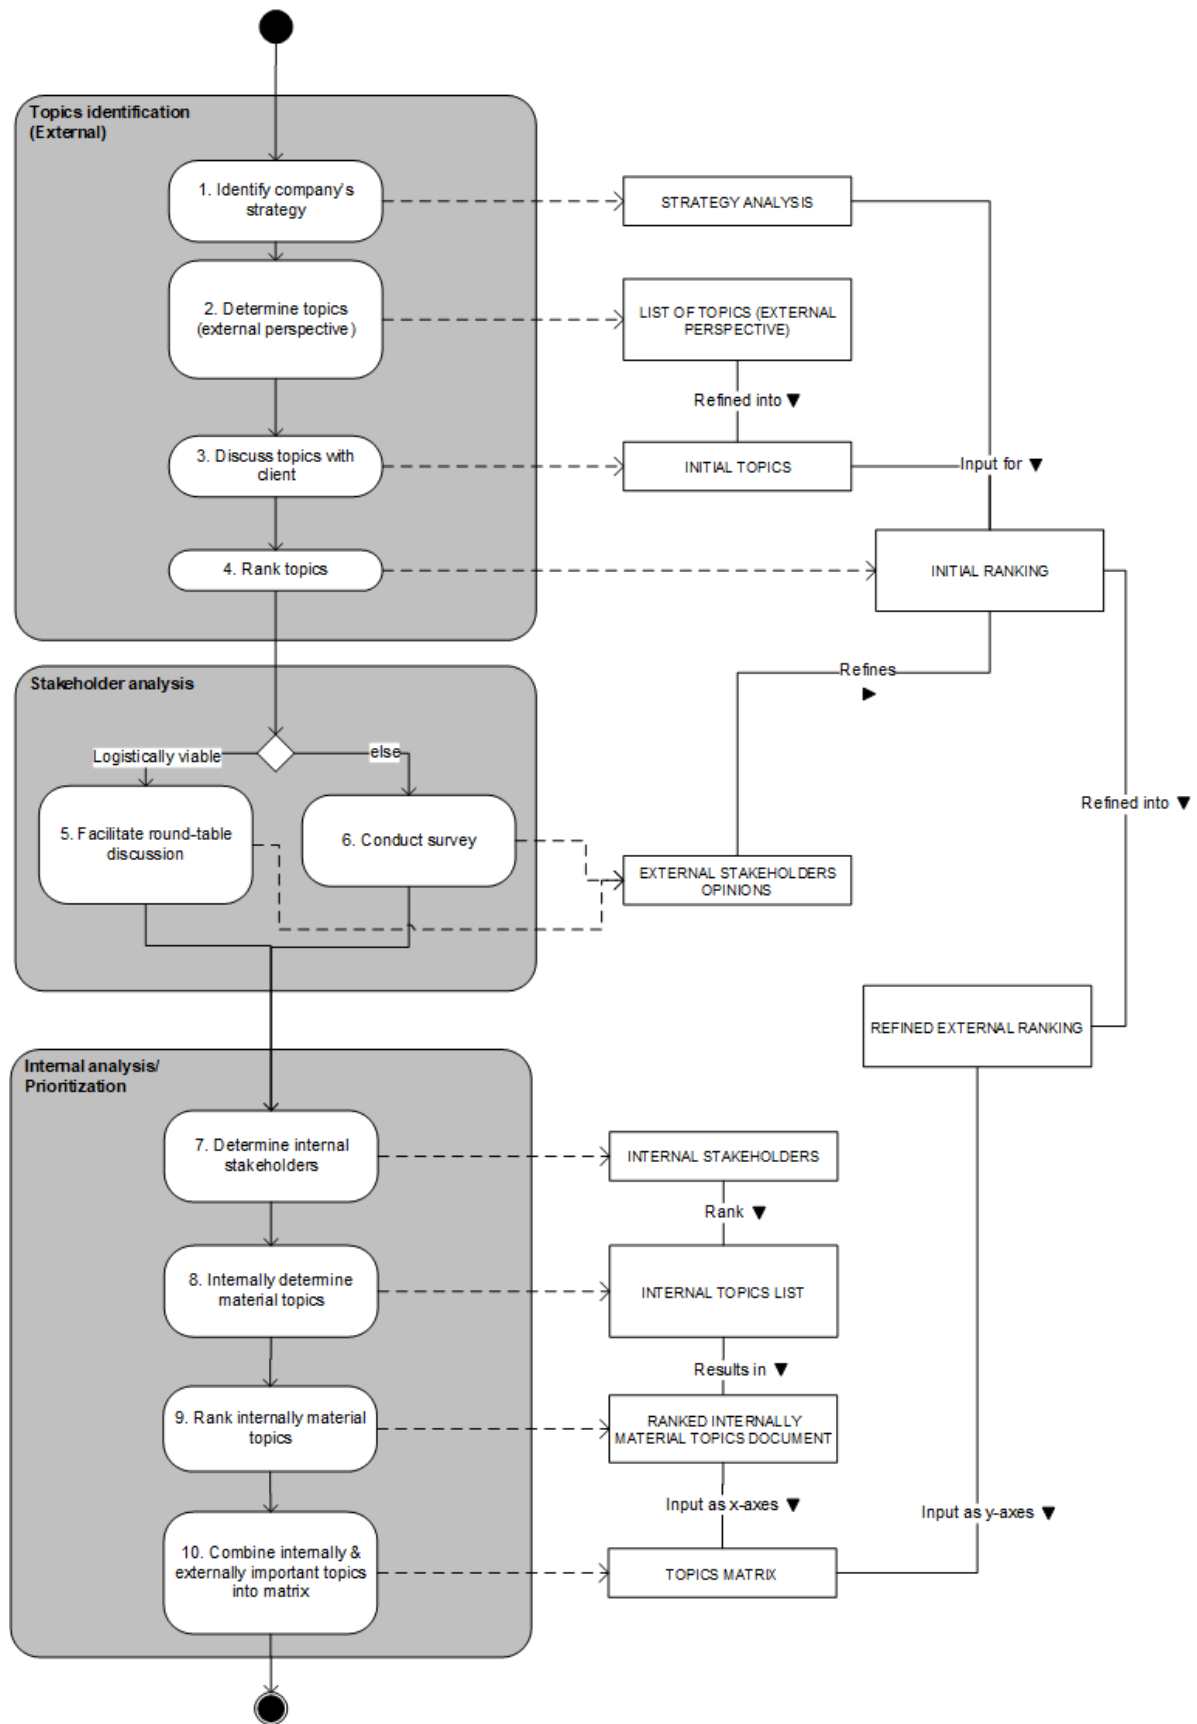 Topics identification
(External)
1. Identify company's
strategy
STRATEGY ANALYSIS
2. Determine topics
(external perspective)
LIST OF TOPICS (EXTERNAL
PERSPECTIVE)
Refined into ▼
3. Discuss topics with
client
INITIAL TOPICS
Input for ▼
4. Rank topics
INITIAL RANKING
Stakeholder analysis
Refines
►
Logistically viable
else
5. Facilitate round-table
discussion
6. Conduct survey
EXTERNAL STAKEHOLDERS
OPINIONS
Refined into ▼
REFINED EXTERNAL RANKING
Internal analysis/
Prioritization
7. Determine internal
stakeholders
INTERNAL STAKEHOLDERS
Rank ▼
8. Internally determine
material topics
INTERNAL TOPICS LIST
Results in ▼
9. Rank internally material
topics
RANKED INTERNALLY
MATERIAL TOPICS DOCUMENT
Input as x-axes ▼
Input as y-axes ▼
10. Combine internally &
externally important topics
into matrix
TOPICS MATRIX